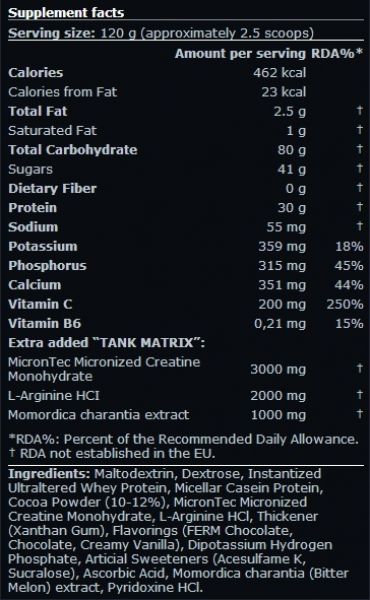 Supplement facts
Serving size: 120 g (approximately 2.5 scoops)
Amount per serving RDA%*
Calories 462 kcal
Calories from Fat 23 kcal
Total Fat 2.5 g †
Saturated Fat 1 g †
Total Carbohydrate 80 g †
Sugars 41 g †
Dietary Fiber 0 g †
Protein 30 g †
Sodium 55 mg †
Potassium 359 mg 18%
Phosphorus 315 mg 45%
Calcium 351 mg 44%
Vitamin C 200 mg 250%
Vitamin B6 0,21 mg 15%
Extra added “TANK MATRIX”:
MicronTec Micronized Creatine
Monohydrate 3000 mg †
L-Arginine HCl 2000 mg †
Momordica charantia extract 1000 mg †
*RDA%: Percent of the Recommended Daily Allowance.
† RDA not established in the EU.
Ingredients: Maltodextrin, Dextrose, Instantized
Ultraltered Whey Protein, Micellar Casein Protein,
Cocoa Powder (10-12%), MicronTec Micronized
Creatine Monohydrate, L-Arginine HCl, Thickener
(Xanthan Gum), Flavorings (FERM Chocolate,
Chocolate, Creamy Vanilla), Dipotassium Hydrogen
Phosphate, Articial Sweeteners (Acesulfame K,
Sucralose), Ascorbic Acid, Momordica charantia (Bitter
Melon) extract, Pyridoxine HCl.